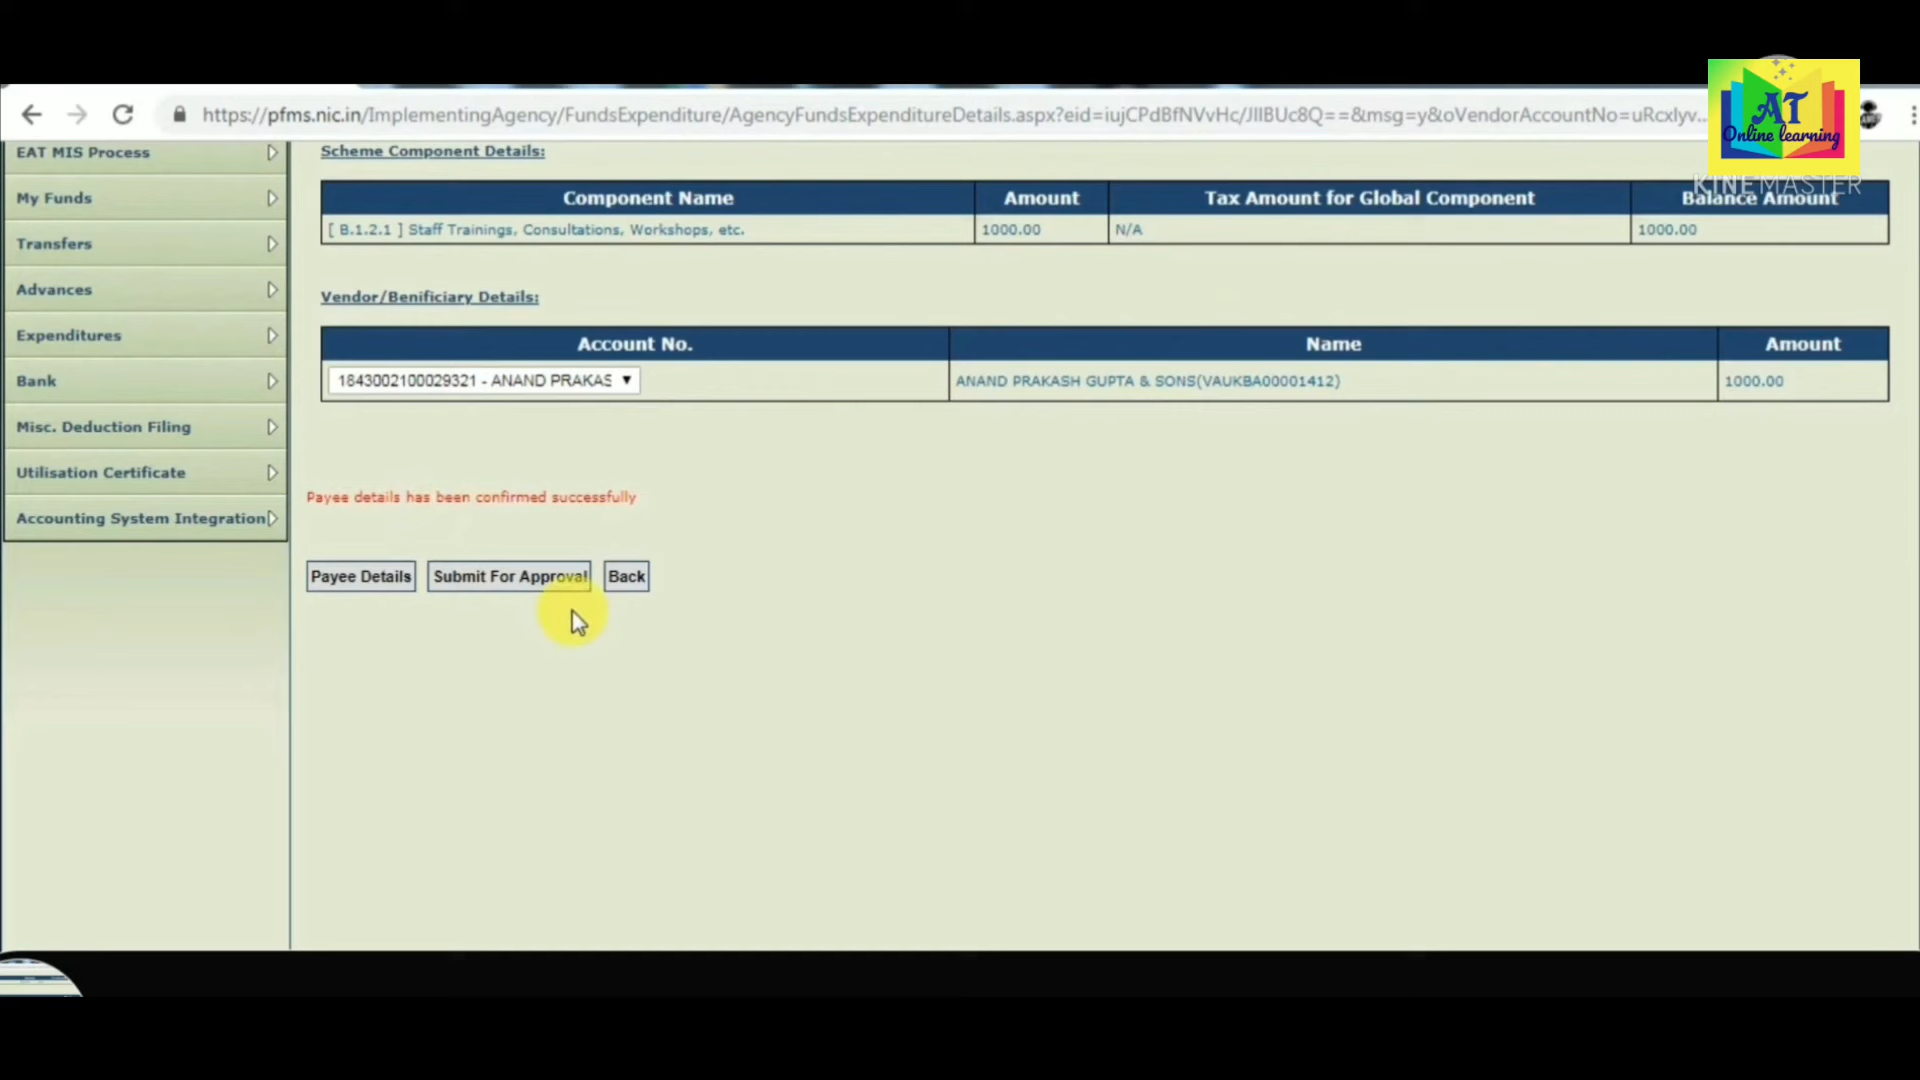 https://pfms.nic.in/ImplementingAgency/FundsExpenditure/AgencyFundsExpenditureDetails.aspx?eid=iujCPdBfNVvHc/JIlBUc8Q==&msg=y&oVendorAccountNo=uRcxlyv...
AT
Online learning
KINEMASTER
EAT MIS Process
My Funds
Transfers
Advances
Expenditures
Bank
Misc. Deduction Filing
Utilisation Certificate
Accounting System Integration
Scheme Component Details:
Component Name Amount Tax Amount for Global Component Balance Amount
[ B.1.2.1 ] Staff Trainings, Consultations, Workshops, etc. 1000.00 N/A 1000.00
Vendor/Benificiary Details:
Account No. Name Amount
1843002100029321 - ANAND PRAKAS ANAND PRAKASH GUPTA & SONS(VAUKBA00001412) 1000.00
Payee details has been confirmed successfully
Payee Details Submit For Approval Back